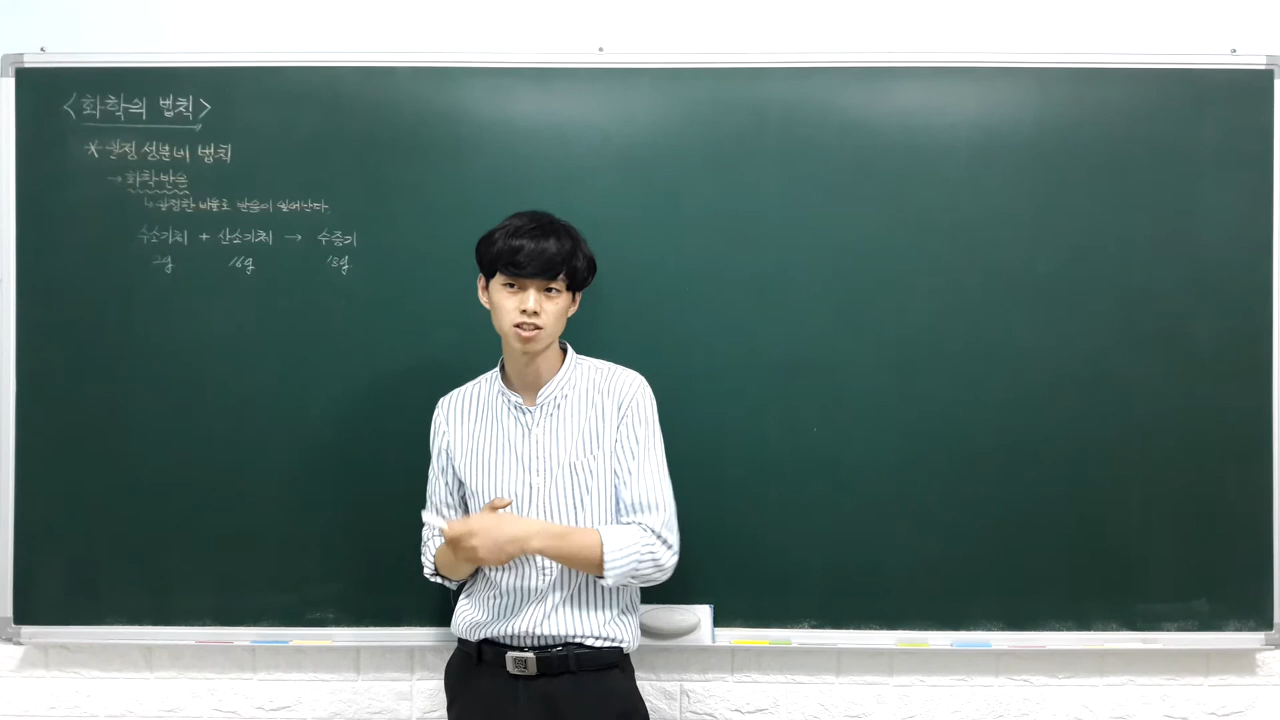 <화학의 법칙>
* 일정 성분비 법칙
→ 화학반응
↳ 일정한 비율로 반응이 일어난다.
수소기체 + 산소기체 → 수증기
2g 16g 18g